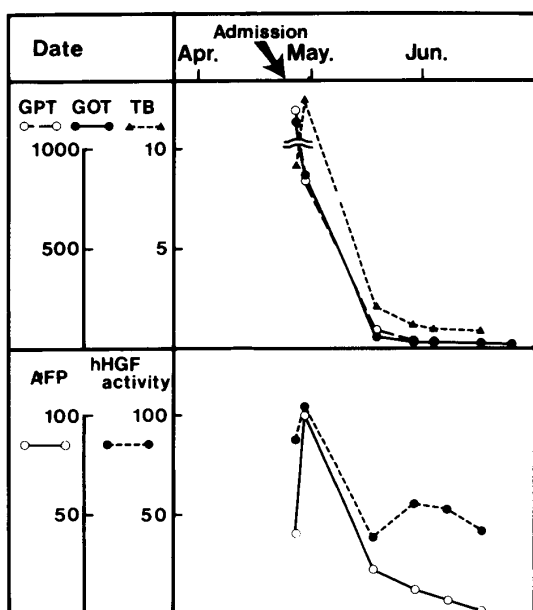 Admission
Date
Apr. May. Jun.
GPT GOT TB
1000 10
500 5
AFP hHGF activity
100 100
50 50